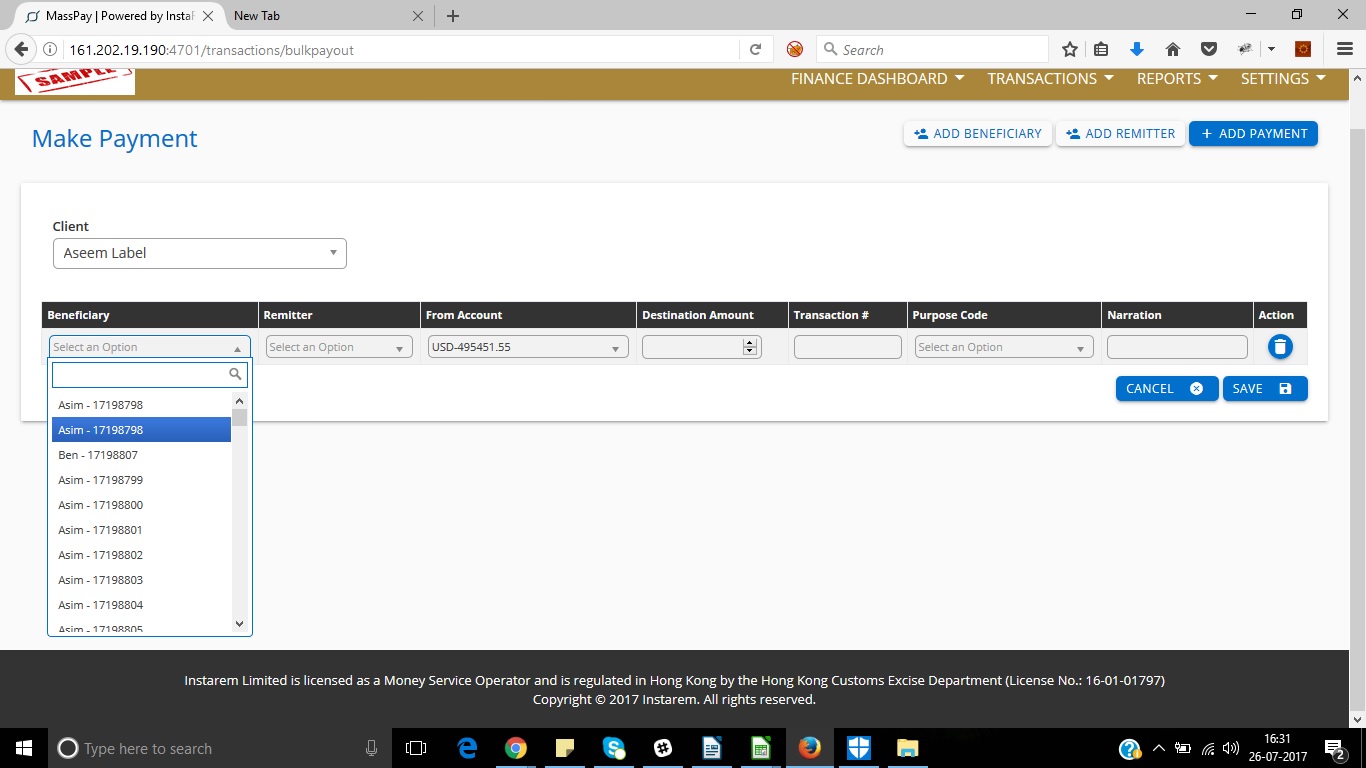 MassPay | Powered by Insta
New Tab
161.202.19.190:4701/transactions/bulkpayout
Search
SAMPLE
FINANCE DASHBOARD TRANSACTIONS REPORTS SETTINGS
Make Payment
ADD BENEFICIARY ADD REMITTER + ADD PAYMENT
Client
Aseem Label
Beneficiary Remitter From Account Destination Amount Transaction # Purpose Code Narration Action
Select an Option Select an Option USD-495451.55 Select an Option
CANCEL SAVE
Asim - 17198798
Asim - 17198798
Ben - 17198807
Asim - 17198799
Asim - 17198800
Asim - 17198801
Asim - 17198802
Asim - 17198803
Asim - 17198804
Asim - 17198805
Instarem Limited is licensed as a Money Service Operator and is regulated in Hong Kong by the Hong Kong Customs Excise Department (License No.: 16-01-01797)
Copyright © 2017 Instarem. All rights reserved.
Type here to search
16:31
26-07-2017
2